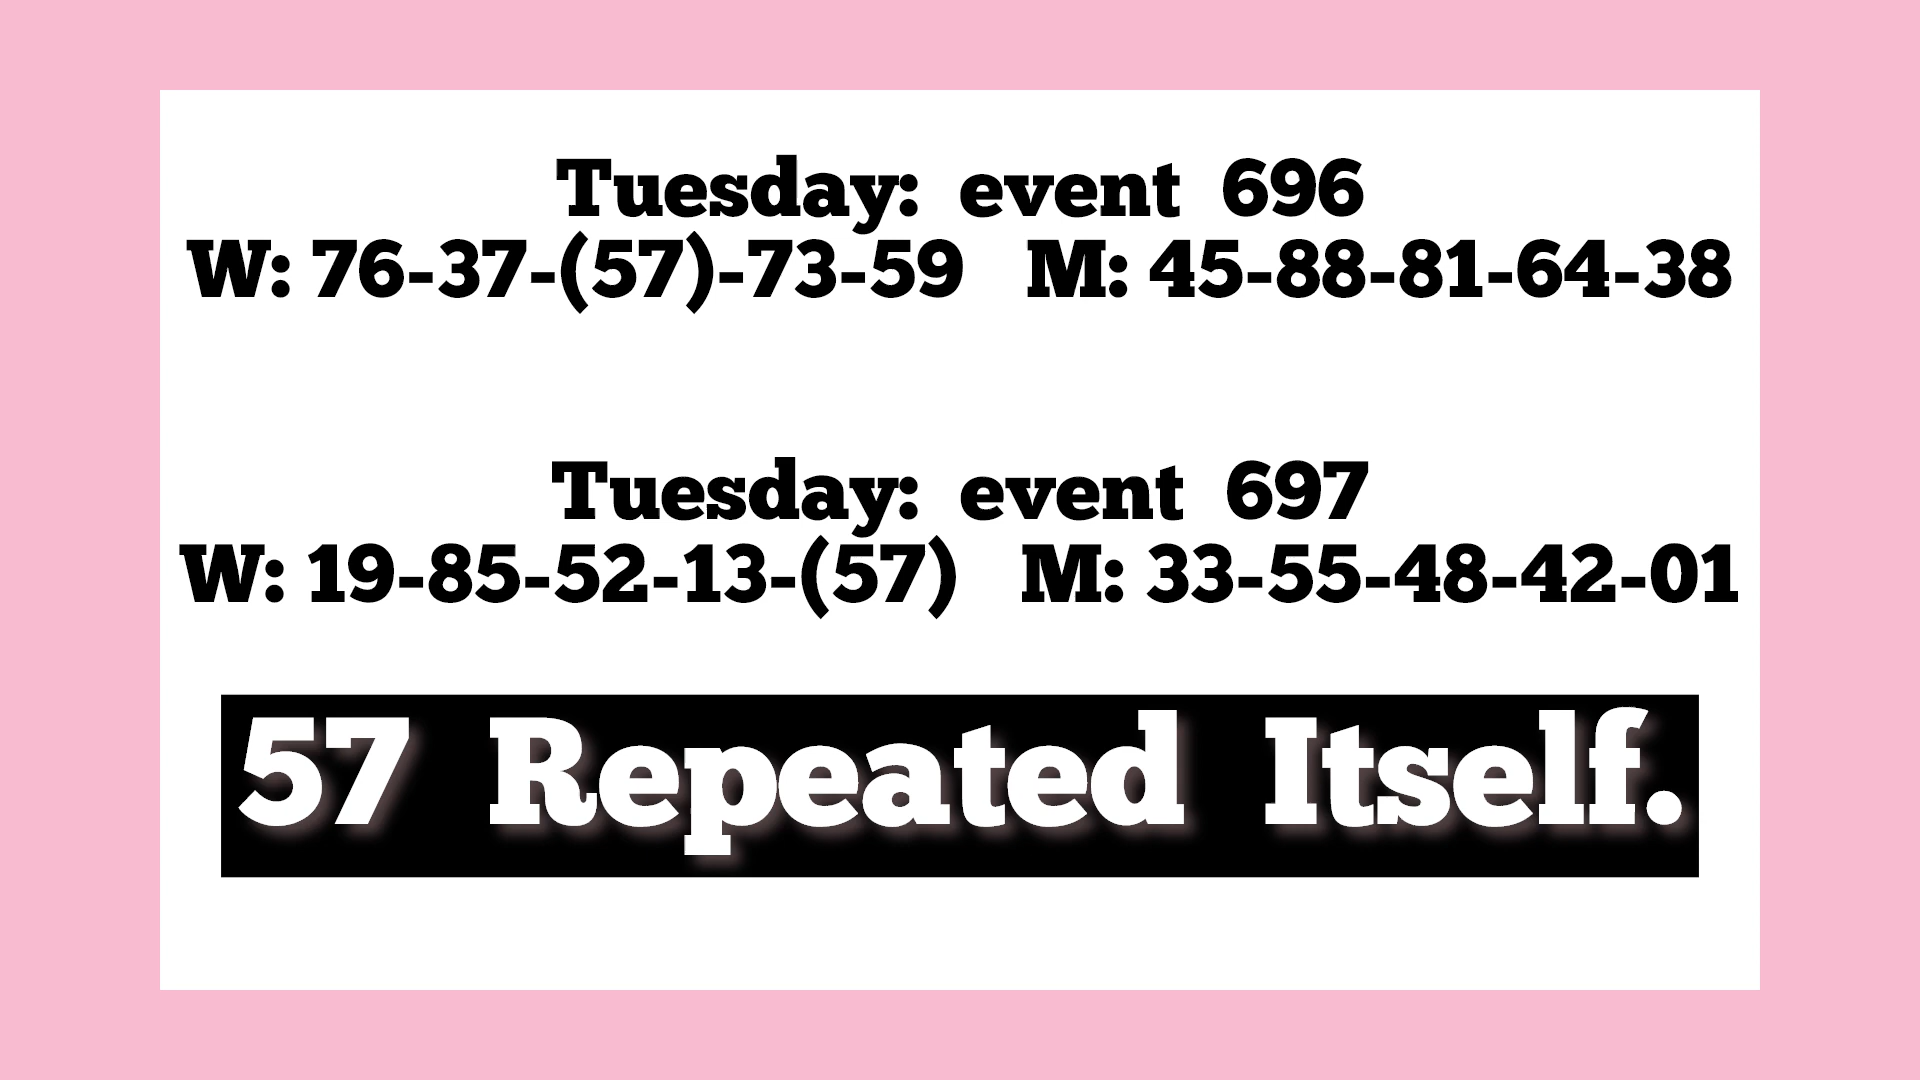 Tuesday: event 696
W: 76-37-(57)-73-59 M: 45-88-81-64-38
Tuesday: event 697
W: 19-85-52-13-(57) M: 33-55-48-42-01
57 Repeated Itself.